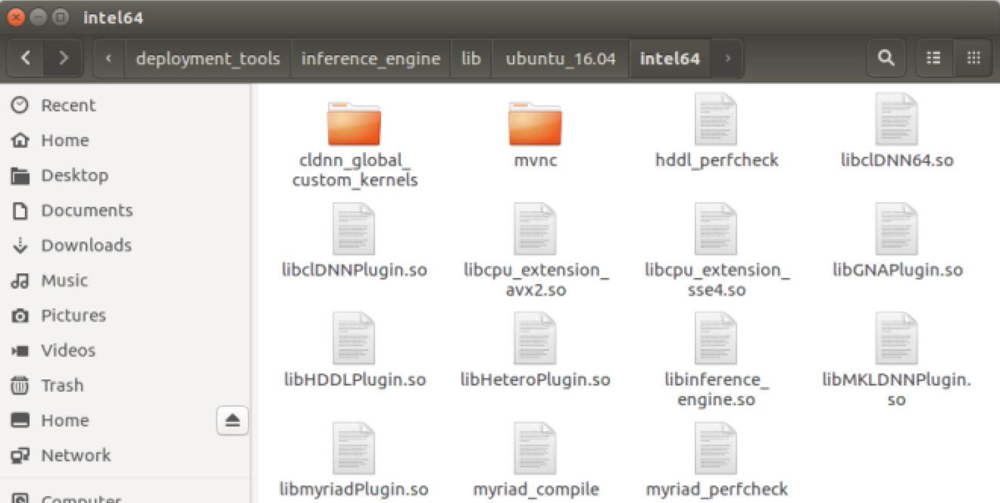 intel64
deployment_tools inference_engine lib ubuntu_16.04 intel64
Recent
Home
Desktop
Documents
Downloads
Music
Pictures
Videos
Trash
Home
Network
Computer
cldnn_global_
custom_kernels
mvnc
hddl_perfcheck
libclDNN64.so
libclDNNPlugin.so
libcpu_extension_
avx2.so
libcpu_extension_
sse4.so
libGNAPlugin.so
libHDDLPlugin.so
libHeteroPlugin.so
libinference_
engine.so
libMKLDNNPlugin.
so
libmyriadPlugin.so
myriad_compile
myriad_perfcheck